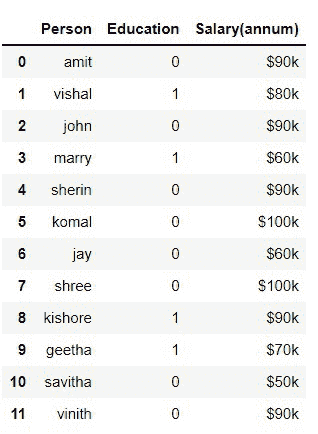 Person Education Salary(annum)
0 amit 0 $90k
1 vishal 1 $80k
2 john 0 $90k
3 marry 1 $60k
4 sherin 0 $90k
5 komal 0 $100k
6 jay 0 $60k
7 shree 0 $100k
8 kishore 1 $90k
9 geetha 1 $70k
10 savitha 0 $50k
11 vinith 0 $90k